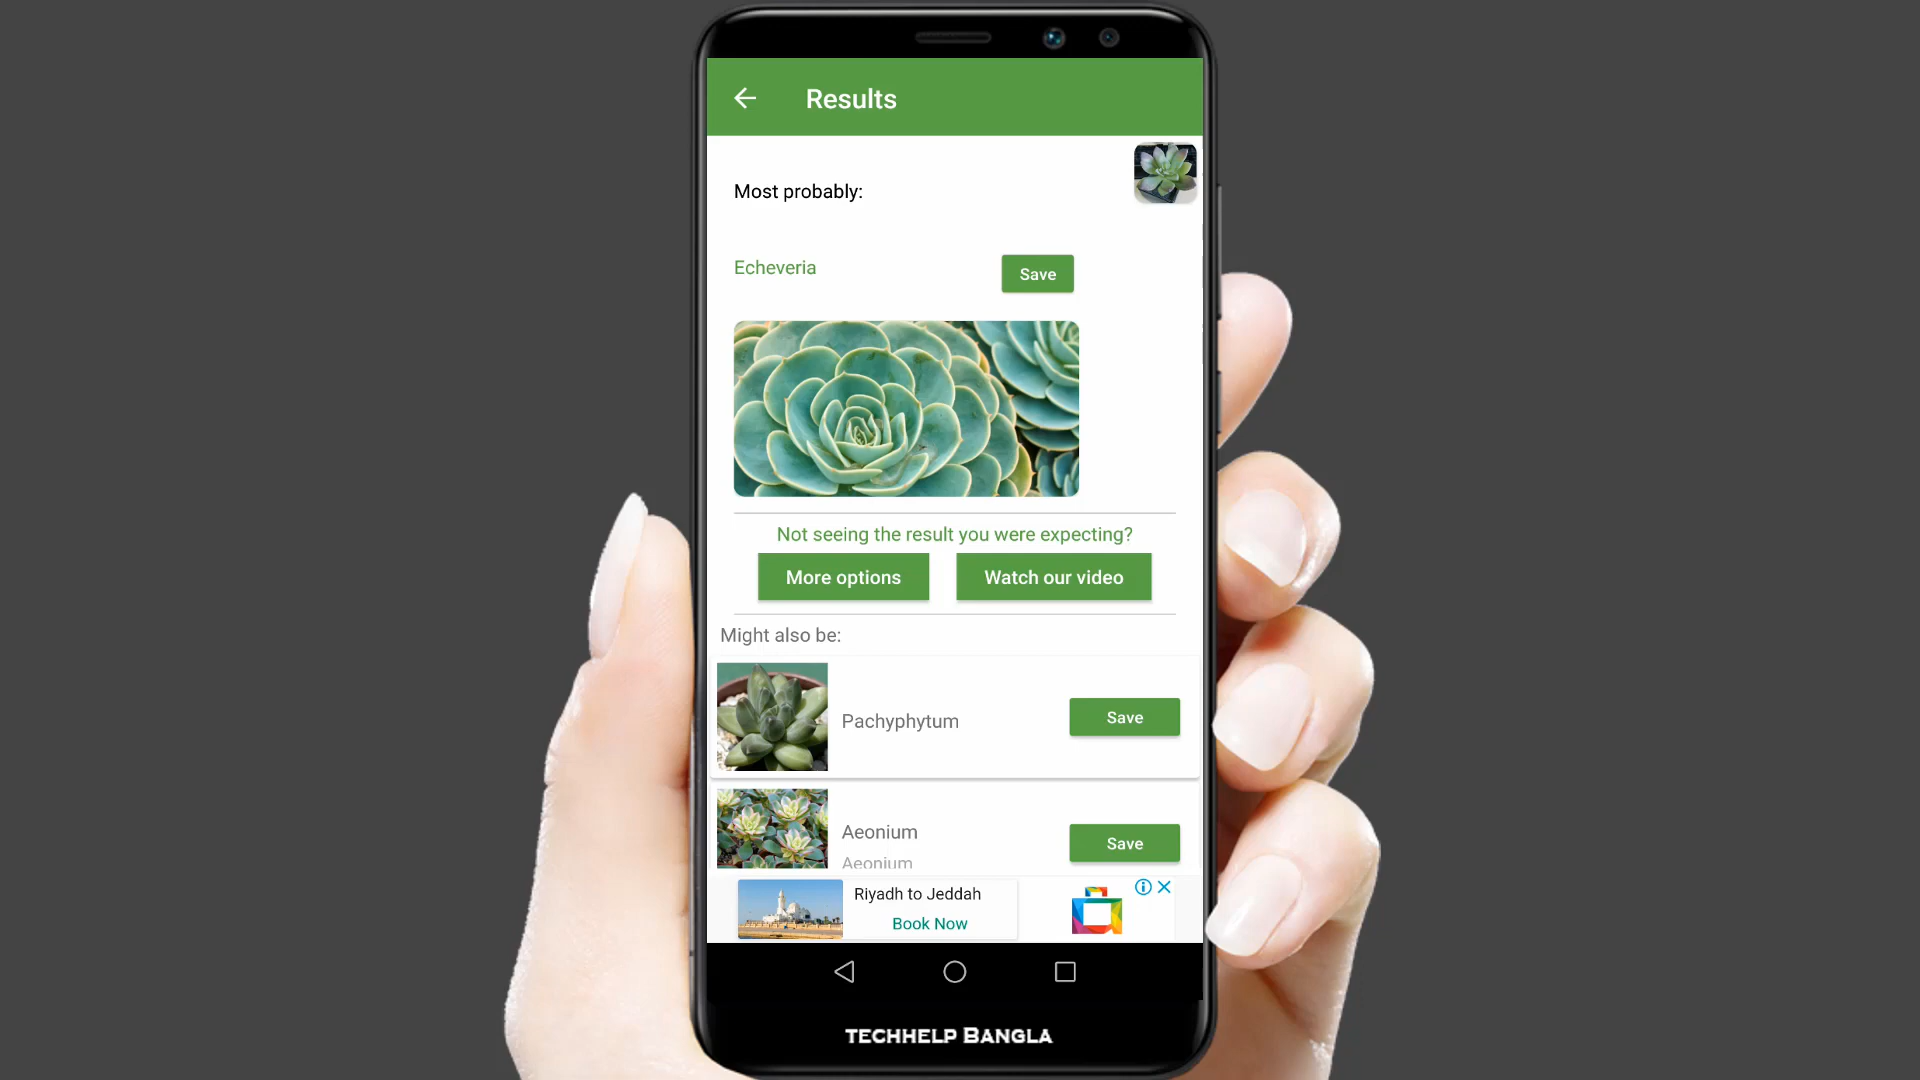 Results
Most probably:
Echeveria
Save
Not seeing the result you were expecting?
More options
Watch our video
Might also be:
Pachyphytum
Save
Aeonium
Save
Aeonium
Riyadh to Jeddah
Book Now
TECHHELP BANGLA